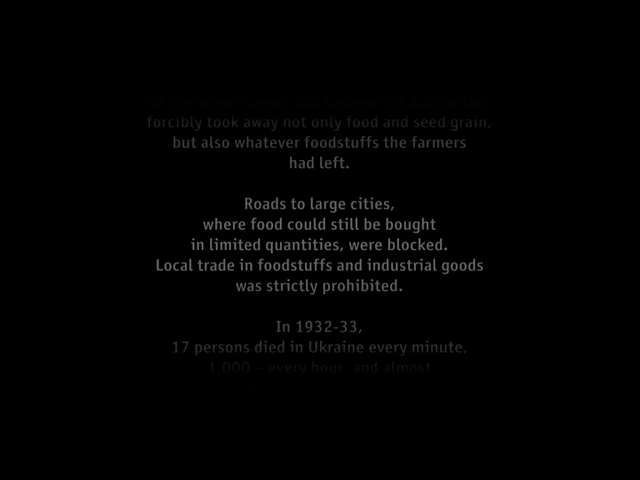 forcibly took away not only food and seed grain,
but also whatever foodstuffs the farmers
had left.
Roads to large cities,
where food could still be bought
in limited quantities, were blocked.
Local trade in foodstuffs and industrial goods
was strictly prohibited.
In 1932-33,
17 persons died in Ukraine every minute,
1,000 – every hour, and almost